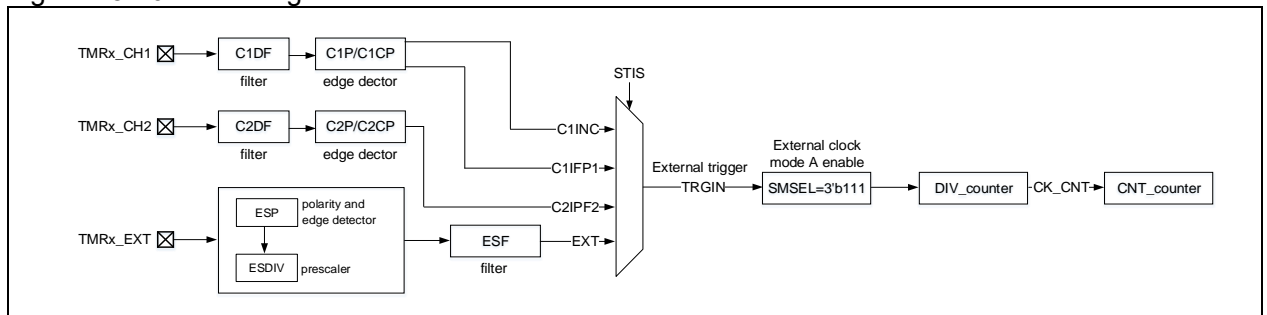 TMRx_CH1
C1DF
filter
C1P/C1CP
edge dector
TMRx_CH2
C2DF
filter
C2P/C2CP
edge dector
TMRx_EXT
ESP
polarity and
edge detector
ESDIV
prescaler
ESF
filter
STIS
C1INC
C1IFP1
C2IPF2
EXT
External trigger
TRGIN
External clock
mode A enable
SMSEL=3'b111
DIV_counter
CK_CNT
CNT_counter